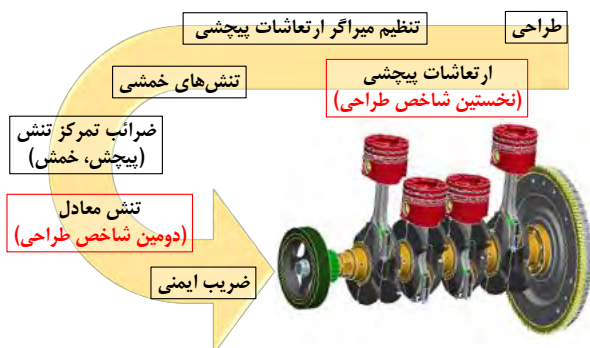 طراحی
تنظیم میراگر ارتعاشات پیچشی
ارتعاشات پیچشی
(نخستین شاخص طراحی)
تنش‌های خمشی
ضرائب تمرکز تنش
(پیچش، خمش)
تنش معادل
(دومین شاخص طراحی)
ضریب ایمنی